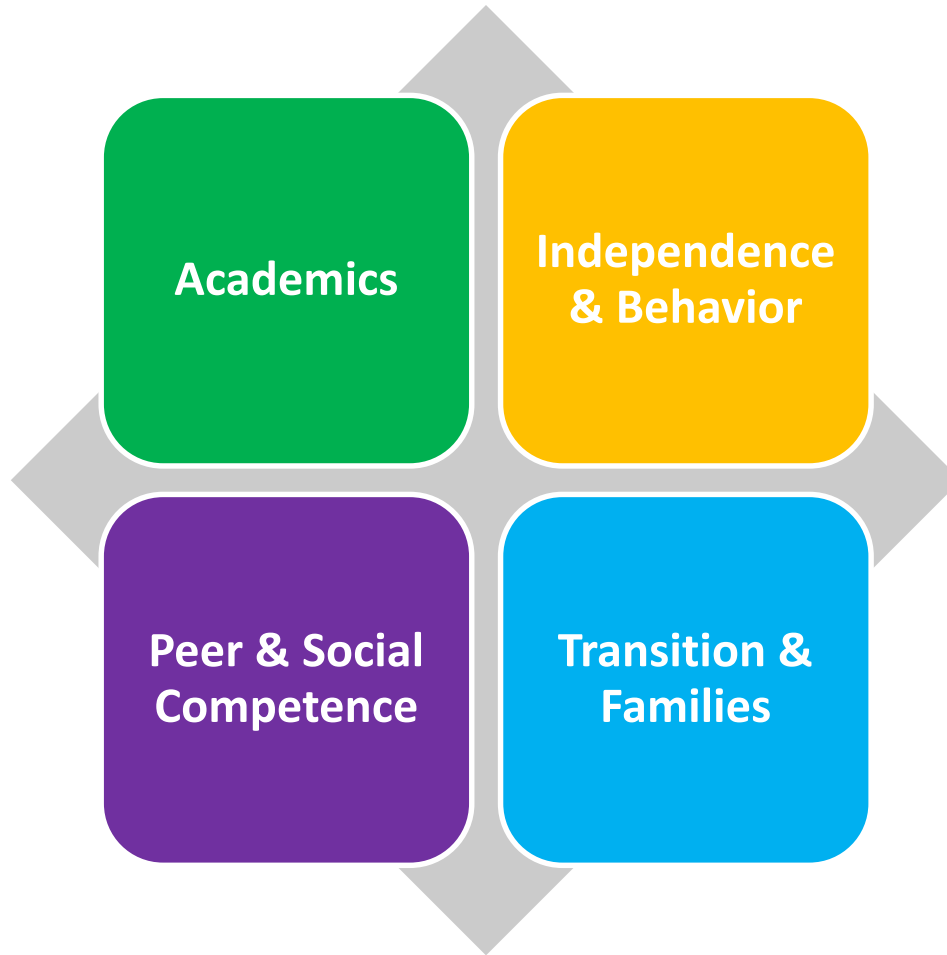 Academics
Independence
& Behavior
Peer & Social
Competence
Transition &
Families